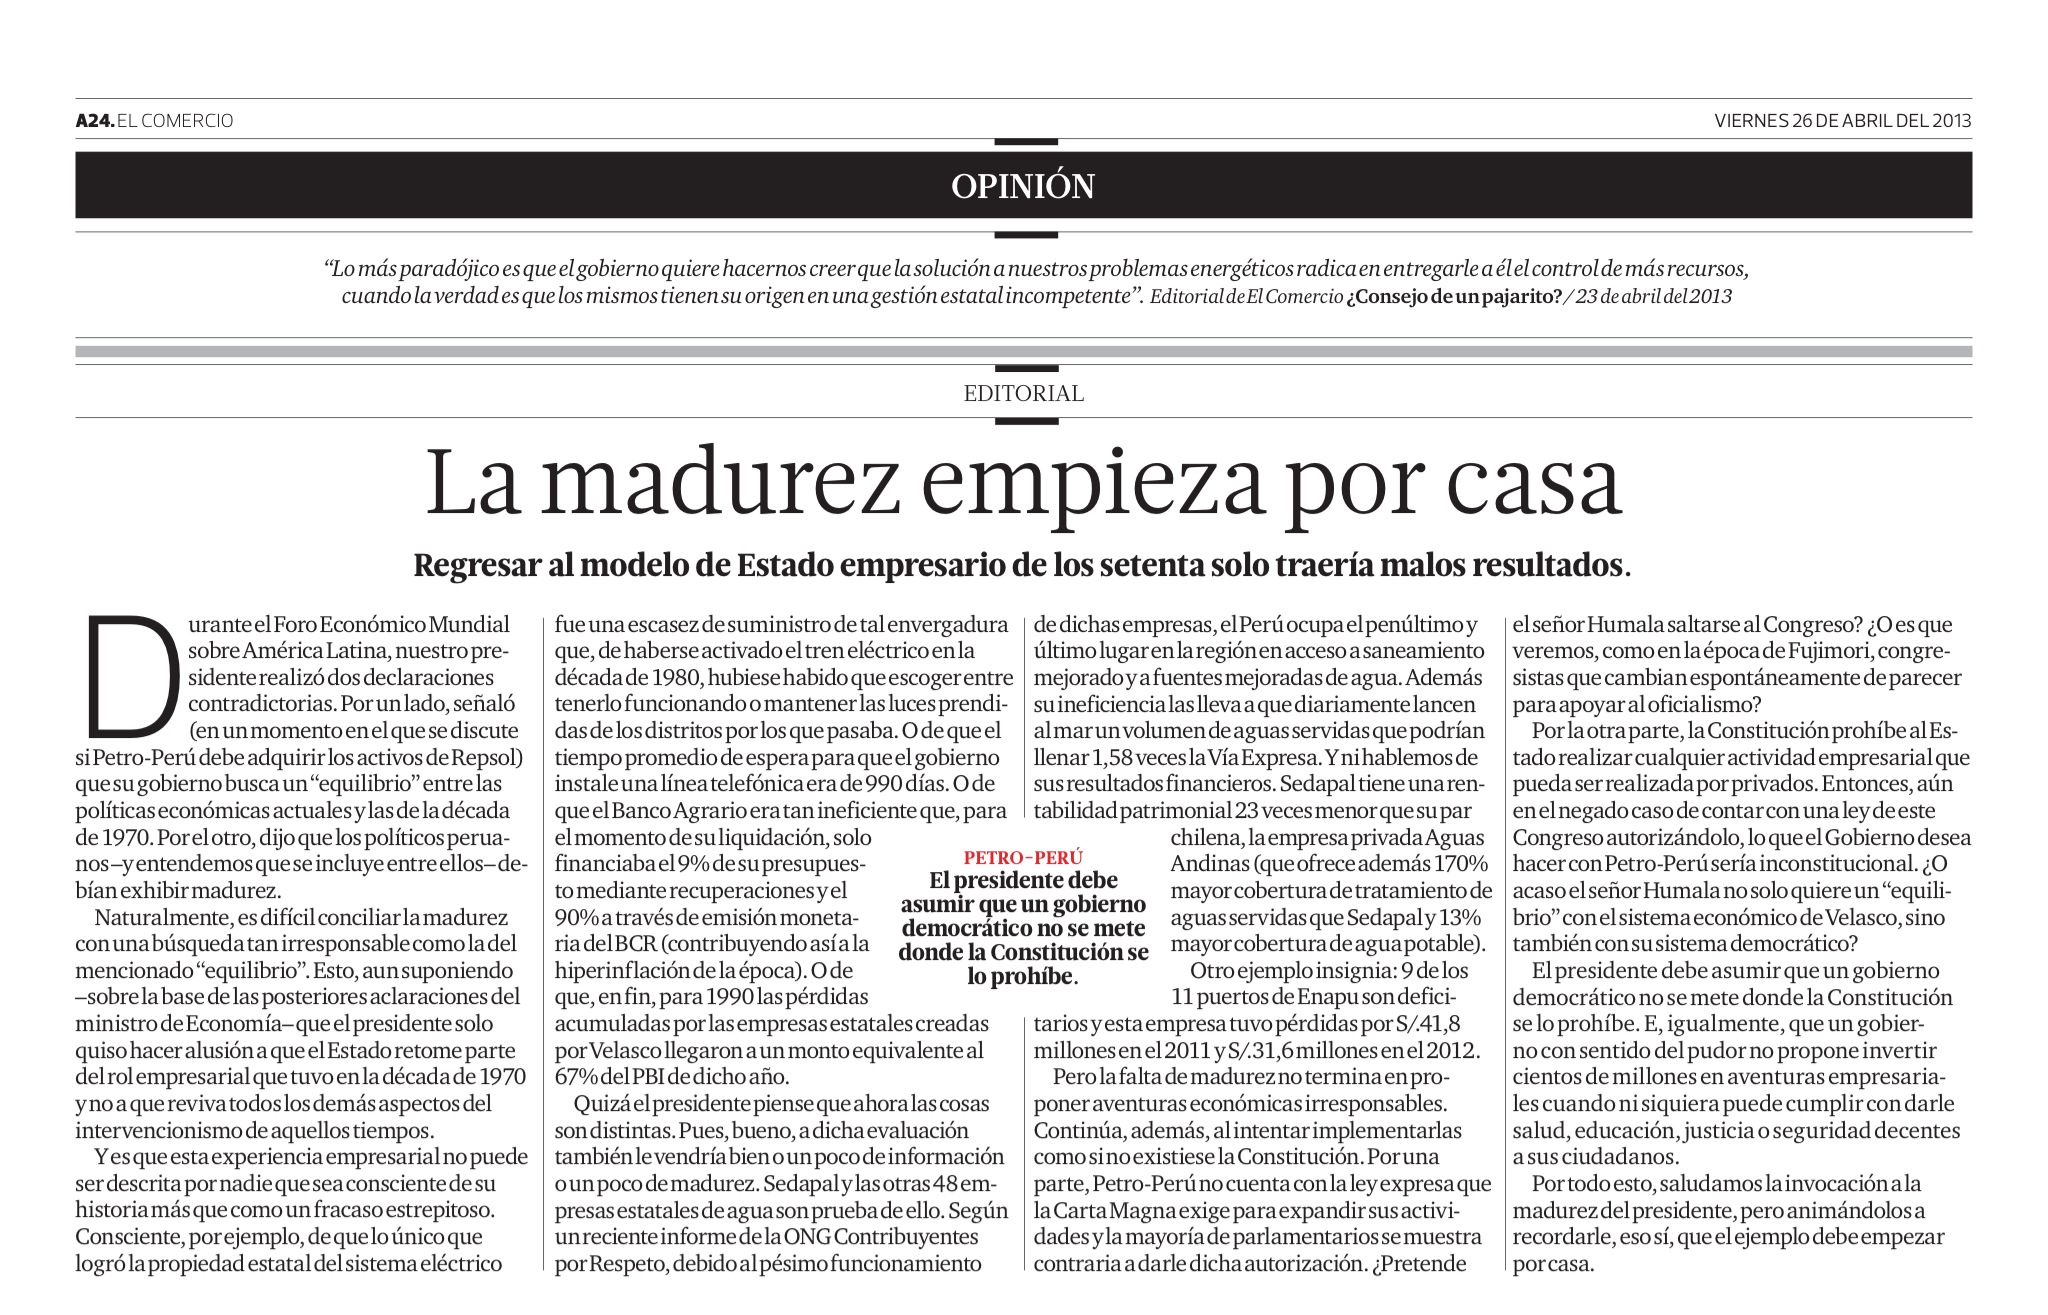 A24. EL COMERCIO
VIERNES 26 DE ABRIL DEL 2013
OPINIÓN
“Lo más paradójico es que el gobierno quiere hacernos creer que la solución a nuestros problemas energéticos radica en entregarle a él el control de más recursos,
cuando la verdad es que los mismos tienen su origen en una gestión estatal incompetente”. Editorial de El Comercio ¿Consejo de un pajarito? / 23 de abril del 2013
EDITORIAL
La madurez empieza por casa
Regresar al modelo de Estado empresario de los setenta solo traería malos resultados.
Durante el Foro Económico Mundial
sobre América Latina, nuestro pre-
sidente realizó dos declaraciones
contradictorias. Por un lado, señaló
(en un momento en el que se discute
si Petro-Perú debe adquirir los activos de Repsol)
que su gobierno busca un “equilibrio” entre las
políticas económicas actuales y las de la década
de 1970. Por el otro, dijo que los políticos perua-
nos –y entendemos que se incluye entre ellos– de-
bían exhibir madurez.
Naturalmente, es difícil conciliar la madurez
con una búsqueda tan irresponsable como la del
mencionado “equilibrio”. Esto, aun suponiendo
–sobre la base de las posteriores aclaraciones del
ministro de Economía– que el presidente solo
quiso hacer alusión a que el Estado retome parte
del rol empresarial que tuvo en la década de 1970
y no a que reviva todos los demás aspectos del
intervencionismo de aquellos tiempos.
Y es que esta experiencia empresarial no puede
ser descrita por nadie que sea consciente de su
historia más que como un fracaso estrepitoso.
Consciente, por ejemplo, de que lo único que
logró la propiedad estatal del sistema eléctrico
fue una escasez de suministro de tal envergadura
que, de haberse activado el tren eléctrico en la
década de 1980, hubiese habido que escoger entre
tenerlo funcionando o mantener las luces prendi-
das de los distritos por los que pasaba. O de que el
tiempo promedio de espera para que el gobierno
instale una línea telefónica era de 990 días. O de
que el Banco Agrario era tan ineficiente que, para
el momento de su liquidación, solo
financiaba el 9% de su presupues-
to mediante recuperaciones y el
90% a través de emisión moneta-
ria del BCR (contribuyendo así a la
hiperinflación de la época). O de
que, en fin, para 1990 las pérdidas
acumuladas por las empresas estatales creadas
por Velasco llegaron a un monto equivalente al
67% del PBI de dicho año.
Quizá el presidente piense que ahora las cosas
son distintas. Pues, bueno, a dicha evaluación
también le vendría bien o un poco de información
o un poco de madurez. Sedapal y las otras 48 em-
presas estatales de agua son prueba de ello. Según
un reciente informe de la ONG Contribuyentes
por Respeto, debido al pésimo funcionamiento
PETRO-PERÚ
El presidente debe
asumir que un gobierno
democrático no se mete
donde la Constitución se
lo prohíbe.
de dichas empresas, el Perú ocupa el penúltimo y
último lugar en la región en acceso a saneamiento
mejorado y a fuentes mejoradas de agua. Además
su ineficiencia las lleva a que diariamente lancen
al mar un volumen de aguas servidas que podrían
llenar 1,58 veces la Vía Expresa. Y ni hablemos de
sus resultados financieros. Sedapal tiene una ren-
tabilidad patrimonial 23 veces menor que su par
chilena, la empresa privada Aguas
Andinas (que ofrece además 170%
mayor cobertura de tratamiento de
aguas servidas que Sedapal y 13%
mayor cobertura de agua potable).
Otro ejemplo insignia: 9 de los
11 puertos de Enapu son defici-
tarios y esta empresa tuvo pérdidas por S/.41,8
millones en el 2011 y S/.31,6 millones en el 2012.
Pero la falta de madurez no termina en pro-
poner aventuras económicas irresponsables.
Continúa, además, al intentar implementarlas
como si no existiese la Constitución. Por una
parte, Petro-Perú no cuenta con la ley expresa que
la Carta Magna exige para expandir sus activi-
dades y la mayoría de parlamentarios se muestra
contraria a darle dicha autorización. ¿Pretende
el señor Humala saltarse al Congreso? ¿O es que
veremos, como en la época de Fujimori, congre-
sistas que cambian espontáneamente de parecer
para apoyar al oficialismo?
Por la otra parte, la Constitución prohíbe al Es-
tado realizar cualquier actividad empresarial que
pueda ser realizada por privados. Entonces, aún
en el negado caso de contar con una ley de este
Congreso autorizándolo, lo que el Gobierno desea
hacer con Petro-Perú sería inconstitucional. ¿O
acaso el señor Humala no solo quiere un “equili-
brio” con el sistema económico de Velasco, sino
también con su sistema democrático?
El presidente debe asumir que un gobierno
democrático no se mete donde la Constitución
se lo prohíbe. E, igualmente, que un gobier-
no con sentido del pudor no propone invertir
cientos de millones en aventuras empresaria-
les cuando ni siquiera puede cumplir con darle
salud, educación, justicia o seguridad decentes
a sus ciudadanos.
Por todo esto, saludamos la invocación a la
madurez del presidente, pero animándolos a
recordarle, eso sí, que el ejemplo debe empezar
por casa.